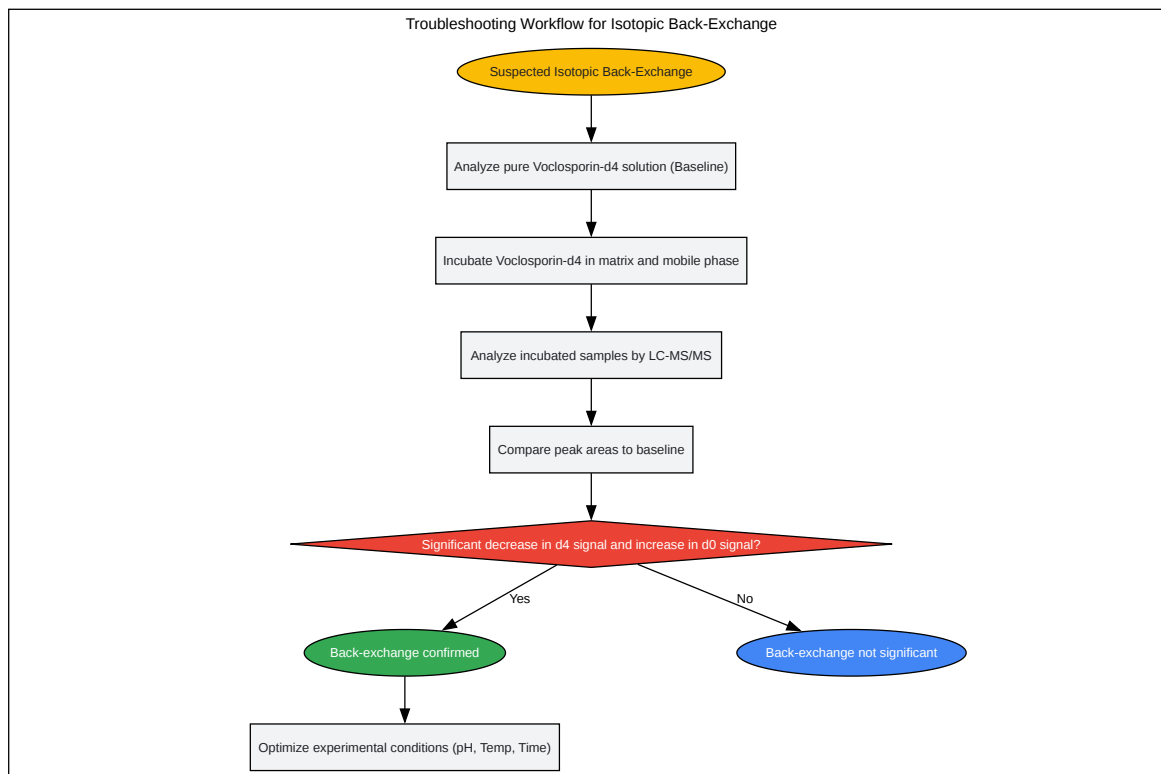 Troubleshooting Workflow for Isotopic Back-Exchange
Suspected Isotopic Back-Exchange
Analyze pure Voclosporin-d4 solution (Baseline)
Incubate Voclosporin-d4 in matrix and mobile phase
Analyze incubated samples by LC-MS/MS
Compare peak areas to baseline
Significant decrease in d4 signal and increase in d0 signal?
Yes
No
Back-exchange confirmed
Back-exchange not significant
Optimize experimental conditions (pH, Temp, Time)